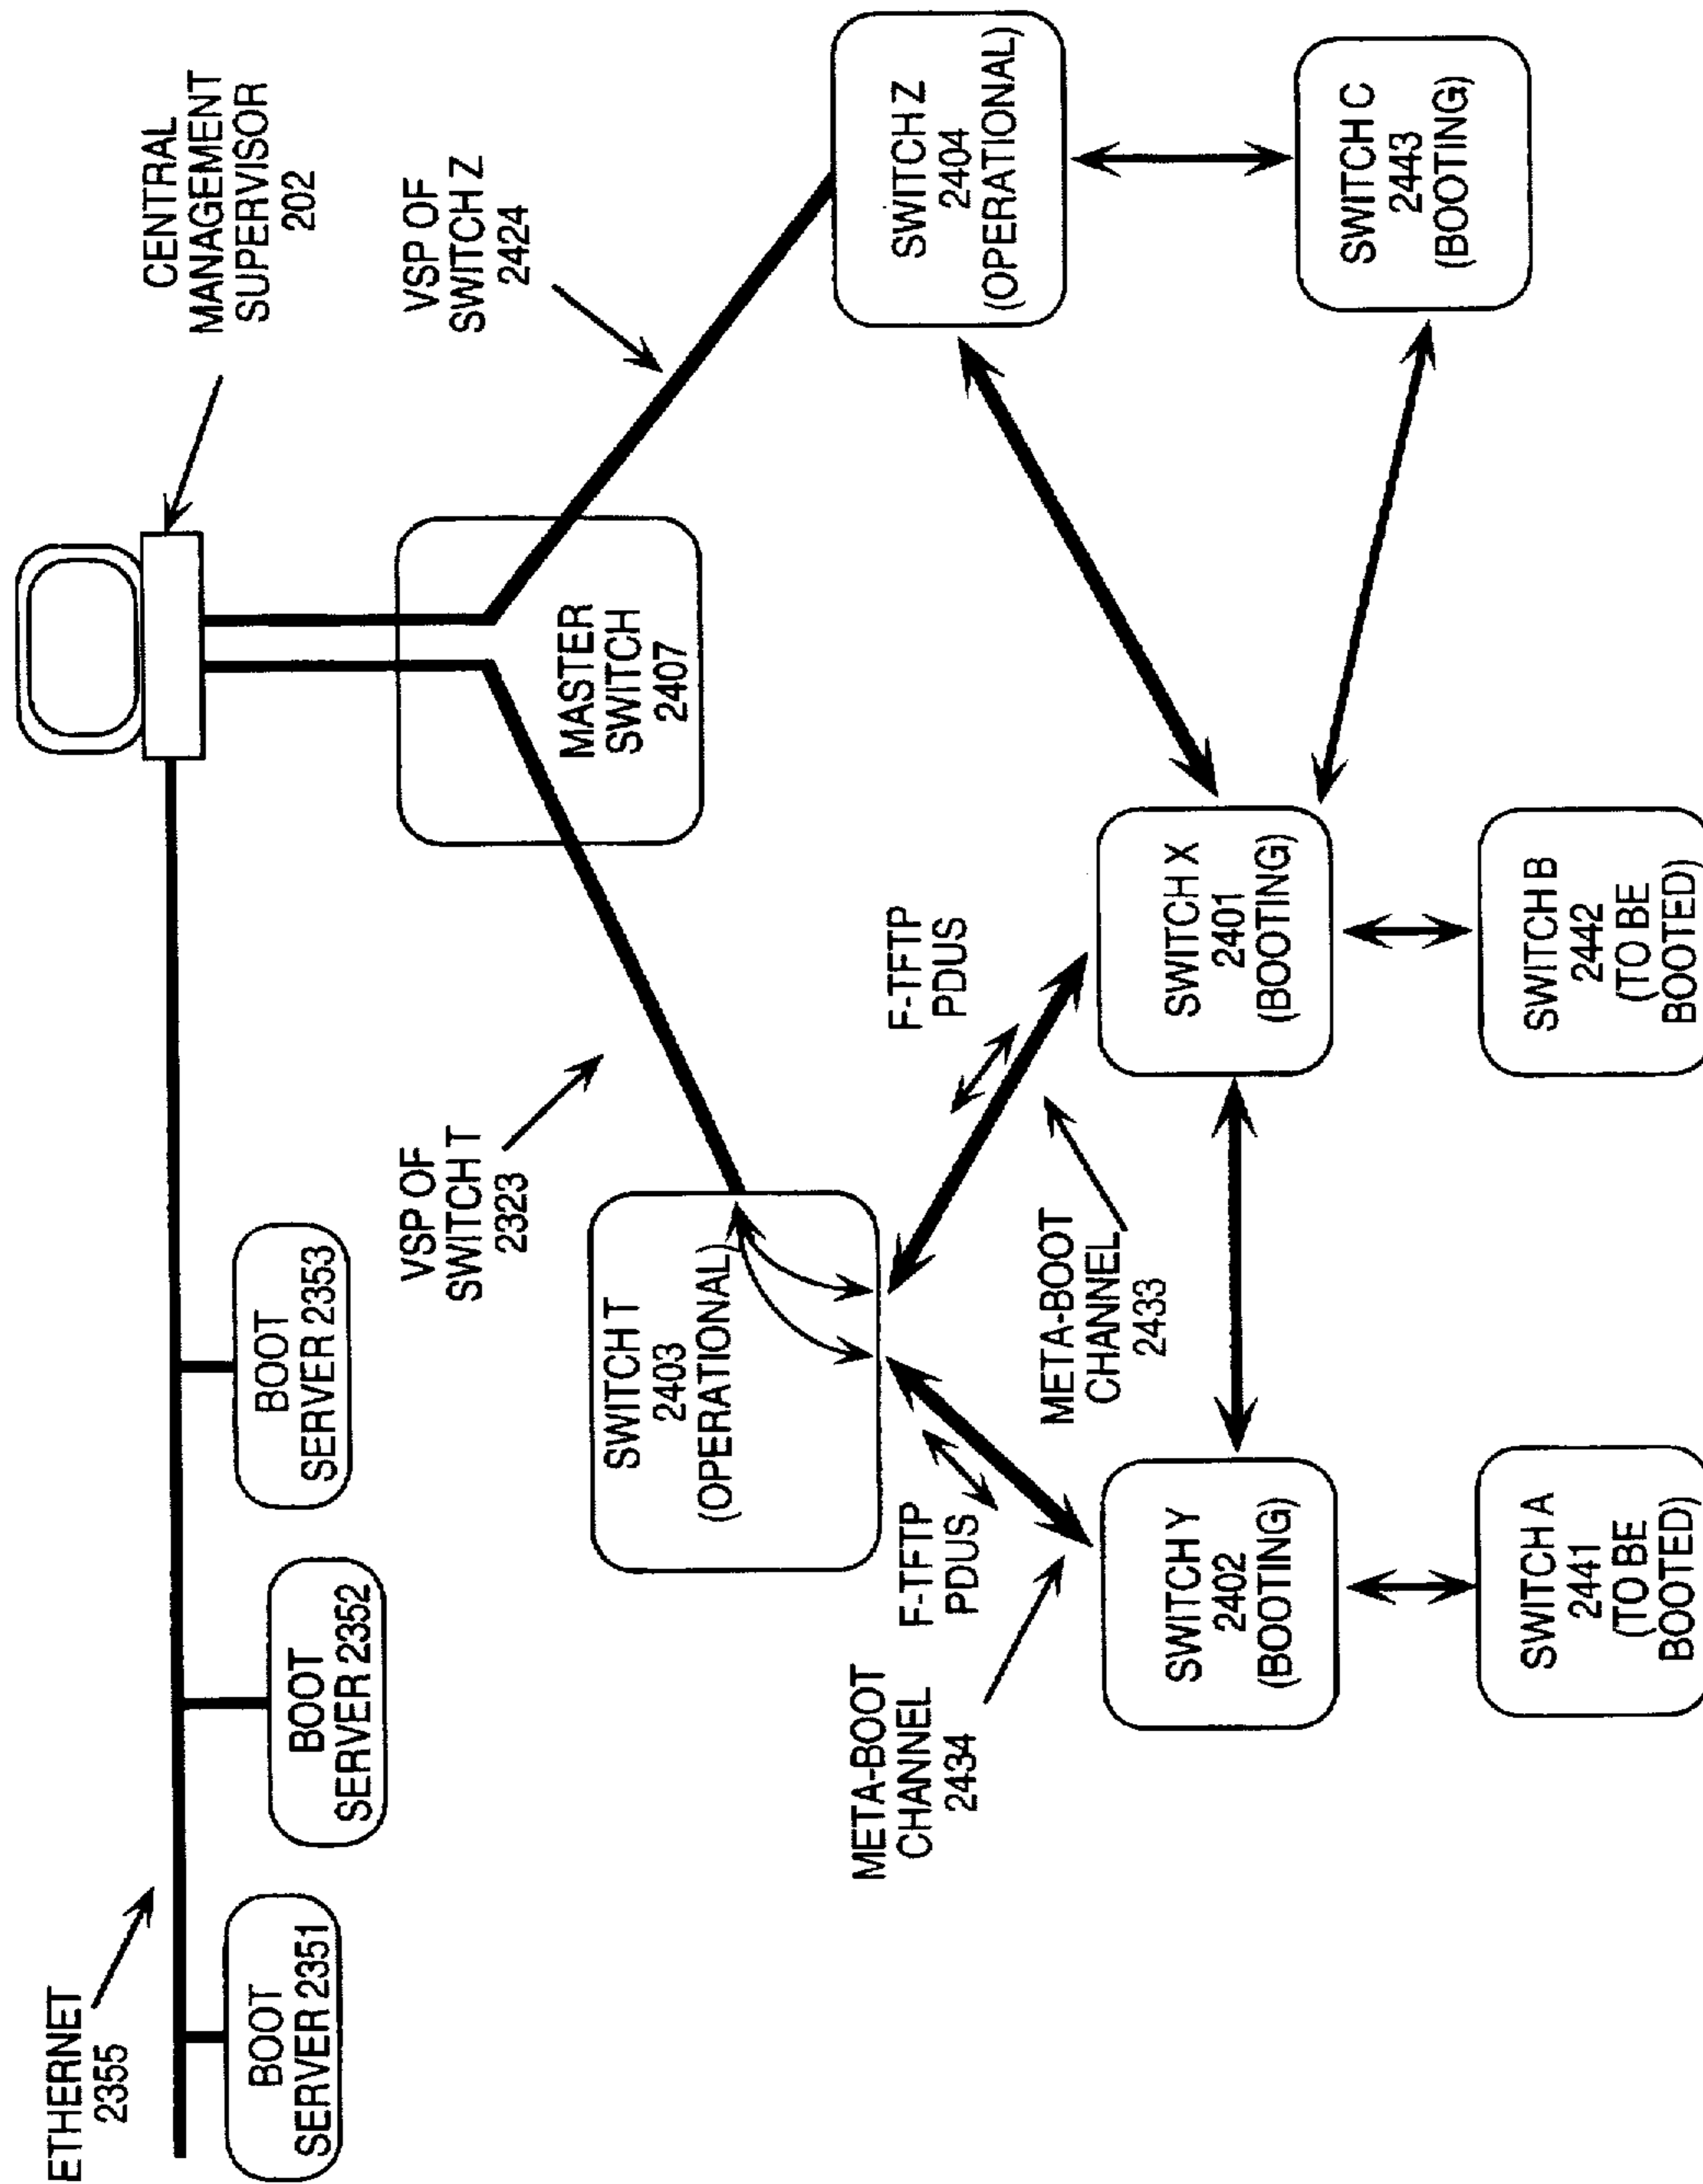 ETHERNET
2355
BOOT
SERVER 2351
BOOT
SERVER 2352
BOOT
SERVER 2353
CENTRAL
MANAGEMENT
SUPERVISOR
202
MASTER
SWITCH
2407
VSP OF
SWITCH T
2323
VSP OF
SWITCH Z
2424
SWITCH T
2403
(OPERATIONAL)
SWITCH Z
2404
(OPERATIONAL)
META-BOOT
CHANNEL
2434
F-TFTP
PDUS
META-BOOT
CHANNEL
2433
F-TFTP
PDUS
SWITCH Y
2402
(BOOTING)
SWITCH X
2401
(BOOTING)
SWITCH C
2443
(BOOTING)
SWITCH A
2441
(TO BE
BOOTED)
SWITCH B
2442
(TO BE
BOOTED)